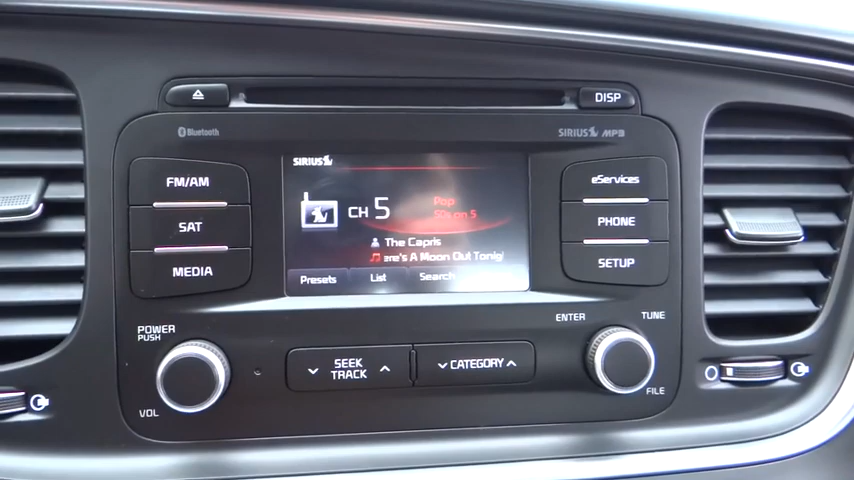 DISP
Bluetooth
SIRIUS MP3
SIRIUS
FM/AM
SAT
MEDIA
CH 5
Pop
50s on 5
The Capris
ere's A Moon Out Tonig
Presets
List
Search
eServices
PHONE
SETUP
POWER
PUSH
VOL
SEEK
TRACK
CATEGORY
ENTER
TUNE
FILE